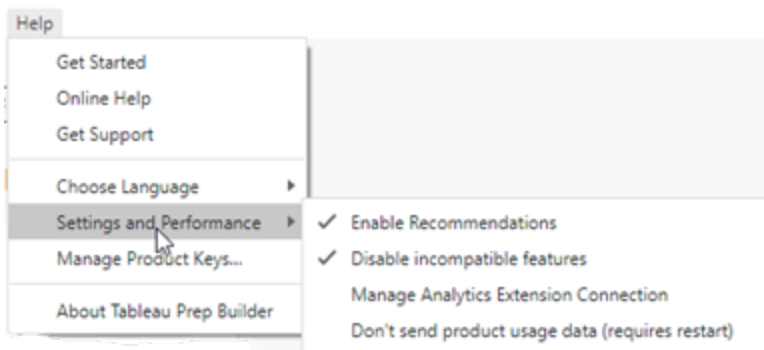 Help
Get Started
Online Help
Get Support
Choose Language
Settings and Performance
Manage Product Keys...
About Tableau Prep Builder
Enable Recommendations
Disable incompatible features
Manage Analytics Extension Connection
Don't send product usage data (requires restart)